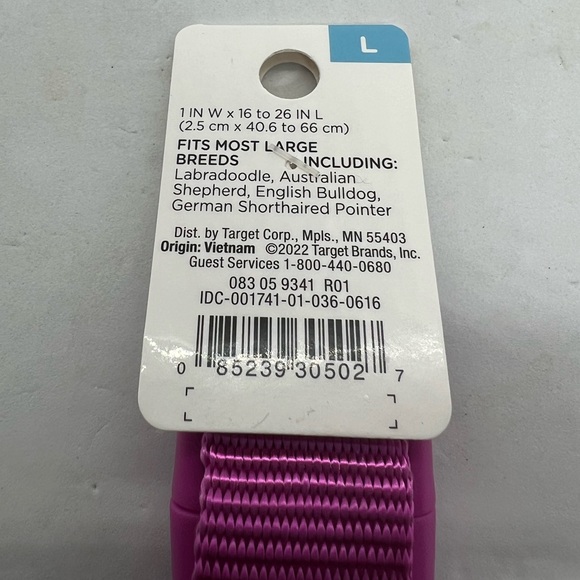 L
1 IN W x 16 to 26 IN L
(2.5 cm x 40.6 to 66 cm)
FITS MOST LARGE
BREEDS INCLUDING:
Labradoodle, Australian
Shepherd, English Bulldog,
German Shorthaired Pointer
Dist. by Target Corp., Mpls., MN 55403
Origin: Vietnam ©2022 Target Brands, Inc.
Guest Services 1-800-440-0680
083 05 9341 R01
IDC-001741-01-036-0616
0 85239 30502 7